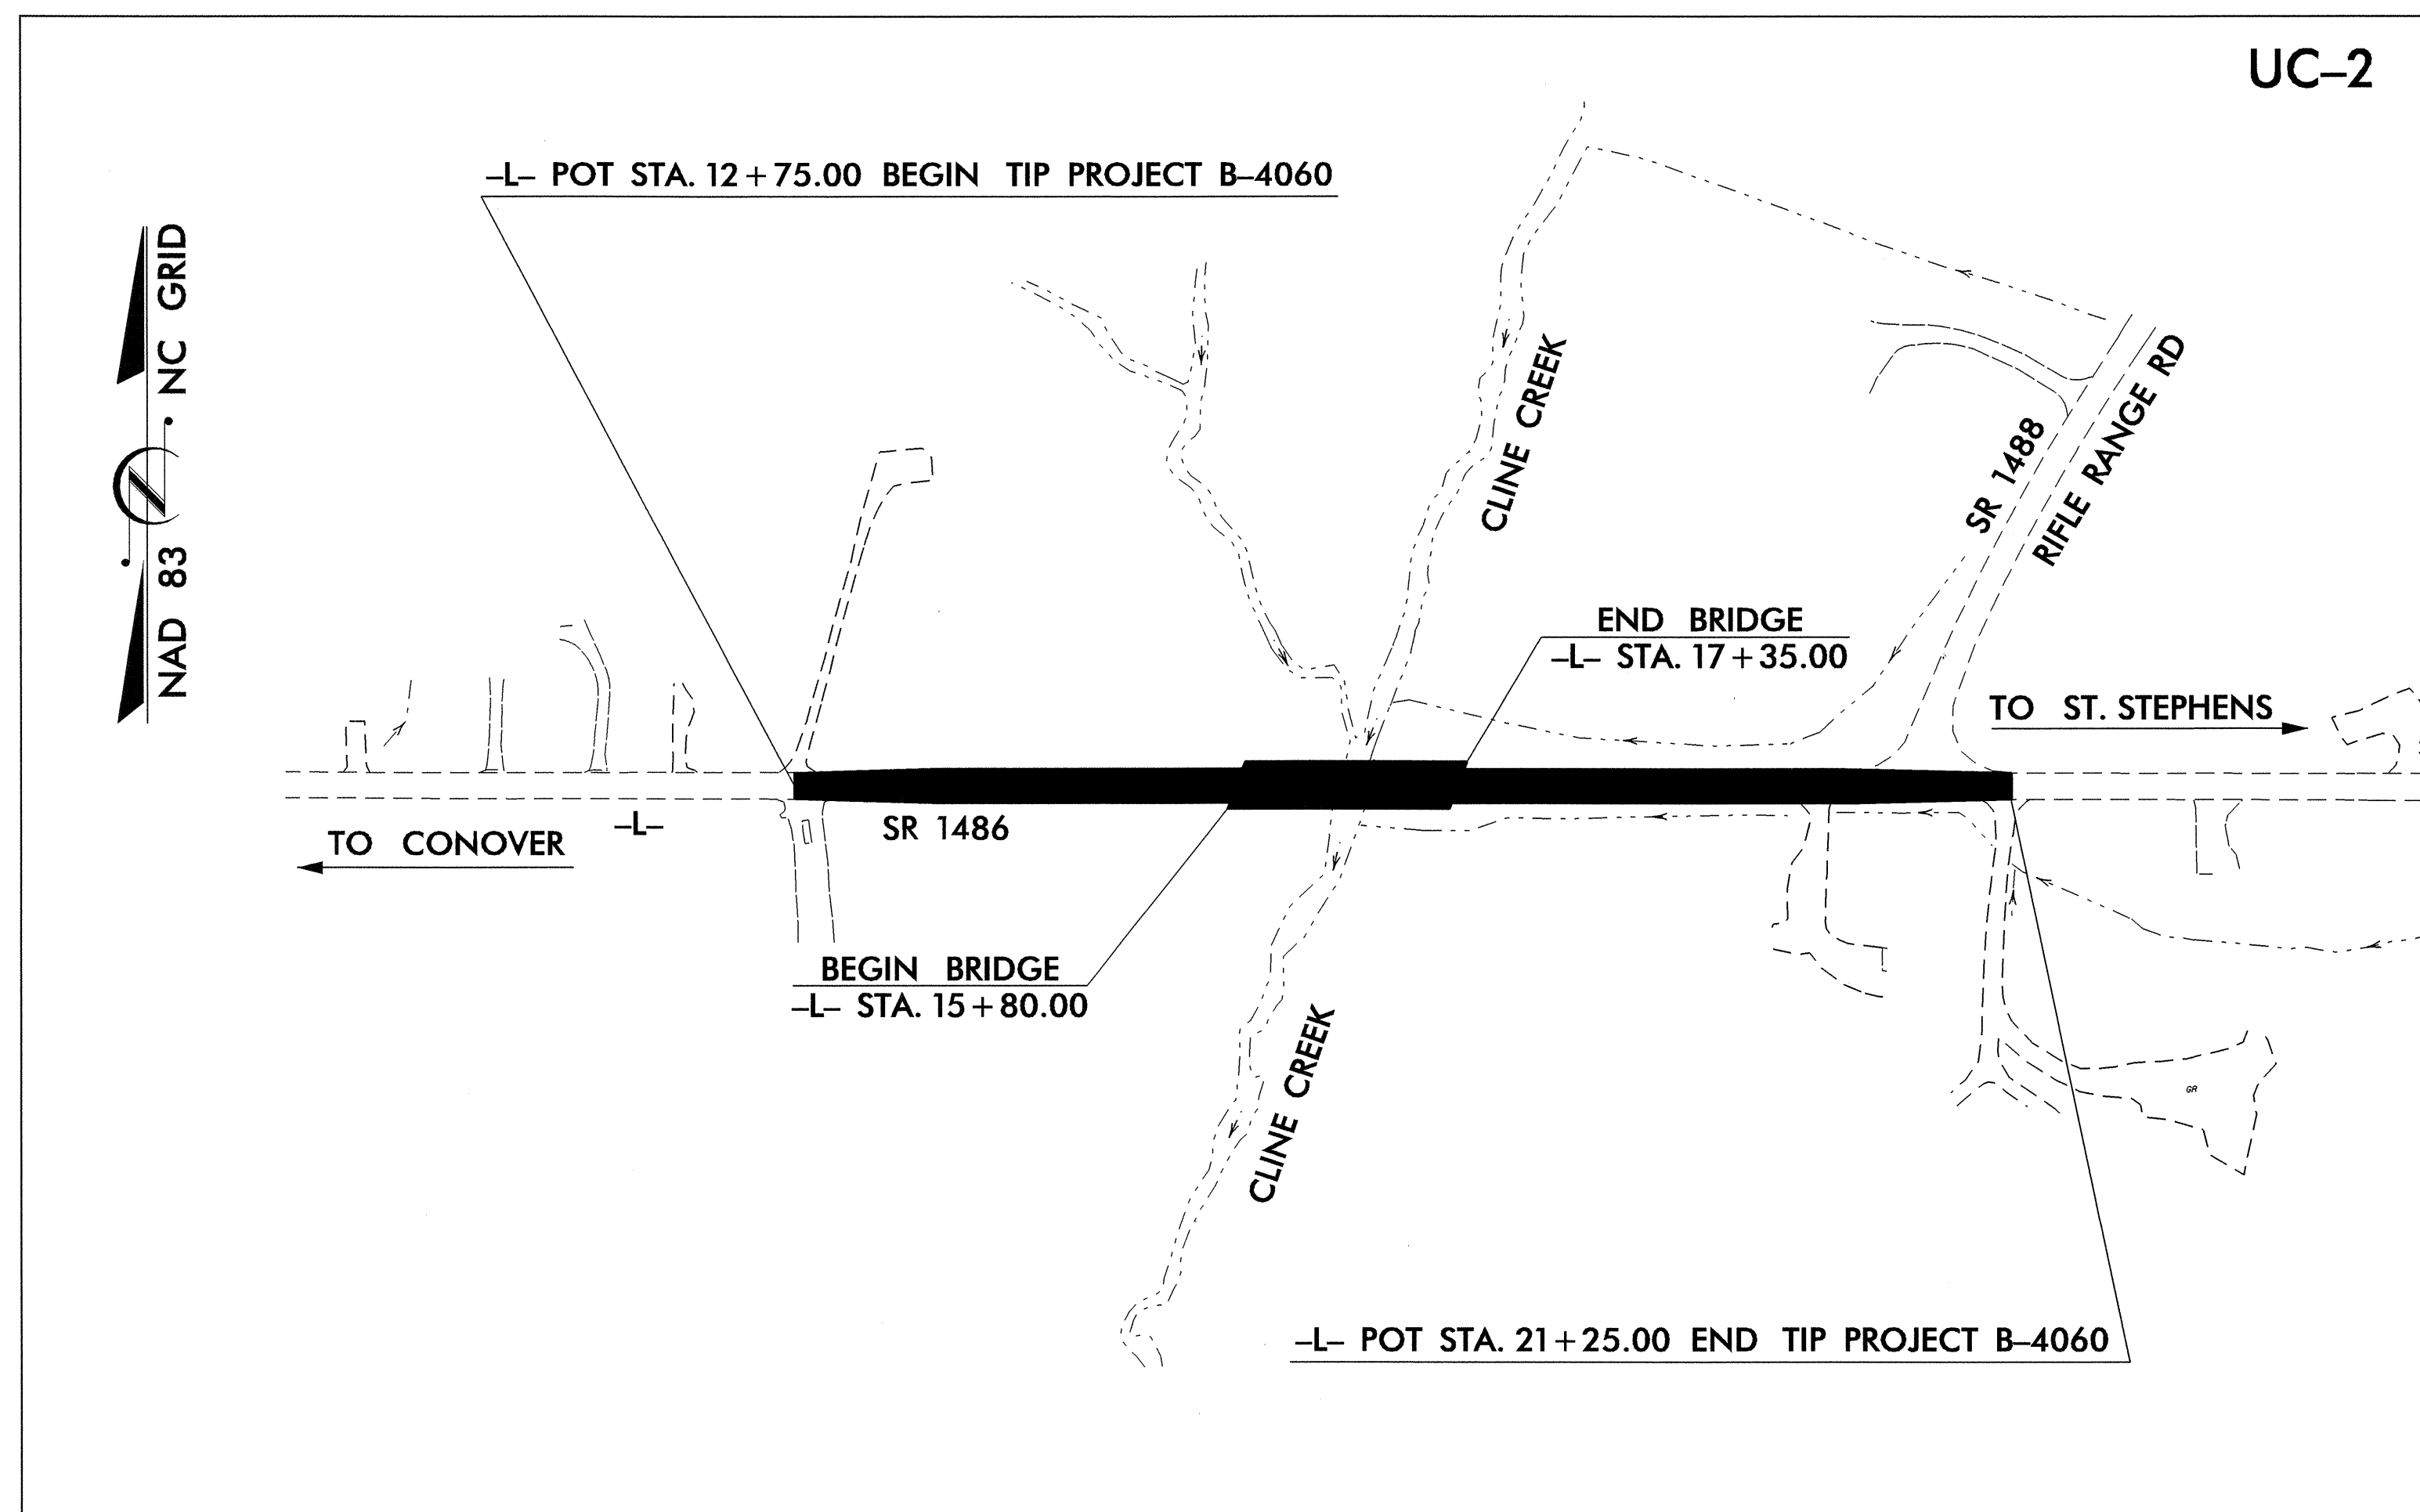 UC–2
–L– POT STA. 12+75.00 BEGIN TIP PROJECT B–4060
NAD 83 NC GRID
N
CLINE CREEK
SR 1488
RIFLE RANGE RD
END BRIDGE
–L– STA. 17+35.00
TO ST. STEPHENS
–L–
SR 1486
TO CONOVER
BEGIN BRIDGE
–L– STA. 15+80.00
CLINE CREEK
GR
–L– POT STA. 21+25.00 END TIP PROJECT B–4060